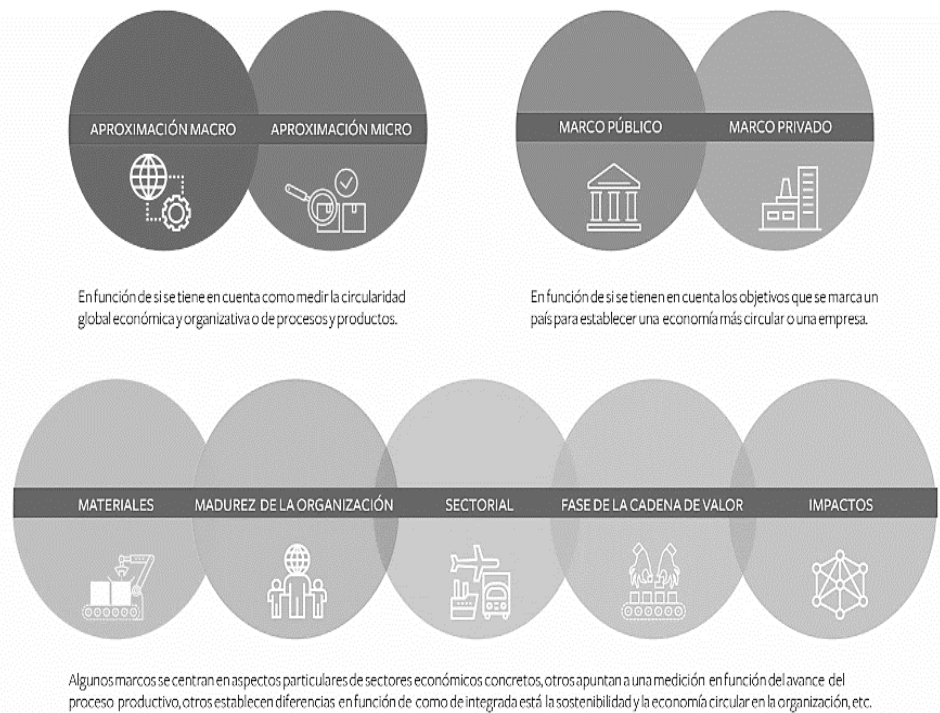 APROXIMACIÓN MACRO
APROXIMACIÓN MICRO
En función de si se tiene en cuenta como medir la circularidad
global económica y organizativa o de procesos y productos.
MARCO PÚBLICO
MARCO PRIVADO
En función de si se tienen en cuenta los objetivos que se marca un
país para establecer una economía más circular o una empresa.
MATERIALES
MADUREZ DE LA ORGANIZACIÓN
SECTORIAL
FASE DE LA CADENA DE VALOR
IMPACTOS
Algunos marcos se centran en aspectos particulares de sectores económicos concretos, otros apuntan a una medición en función del avance del
proceso productivo, otros establecen diferencias en función de como de integrada está la sostenibilidad y la economía circular en la organización, etc.